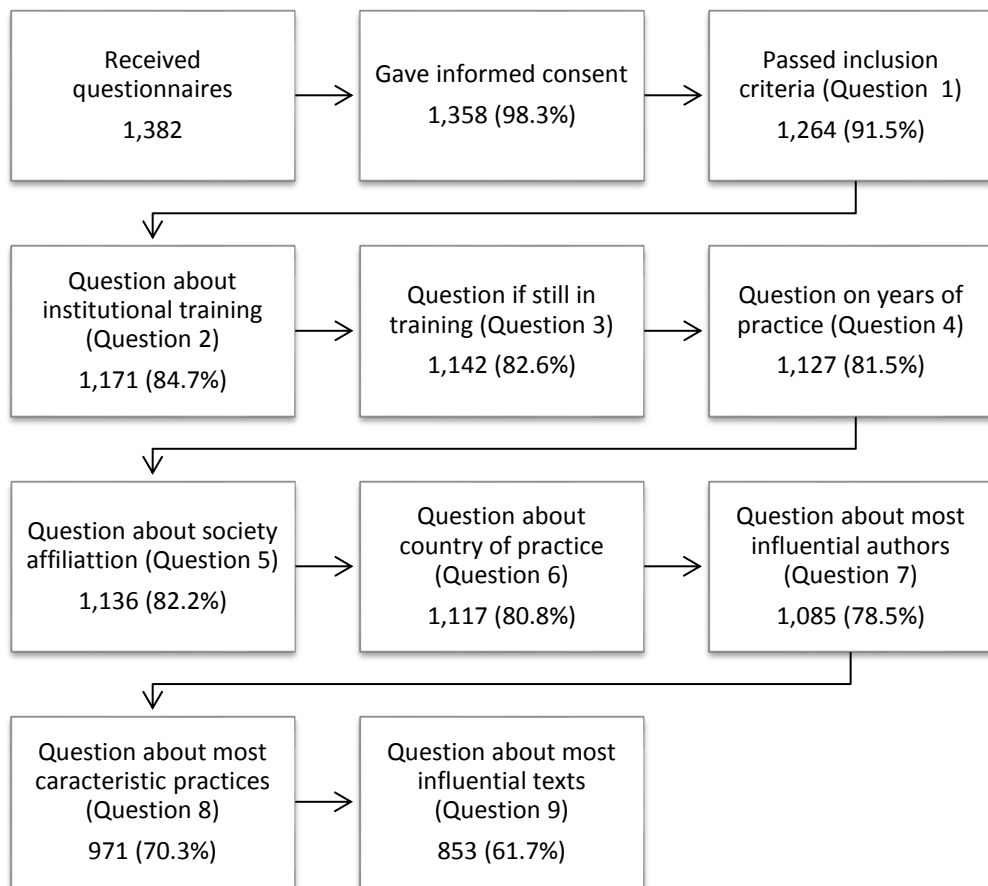 Received
questionnaires
1,382
Gave informed consent
1,358 (98.3%)
Passed inclusion
criteria (Question  1)
1,264 (91.5%)
Question about
institutional training
(Question 2)
1,171 (84.7%)
Question if still in
training (Question 3)
1,142 (82.6%)
Question on years of
practice (Question 4)
1,127 (81.5%)
Question about society
affiliattion (Question 5)
1,136 (82.2%)
Question about
country of practice
(Question 6)
1,117 (80.8%)
Question about most
influential authors
(Question 7)
1,085 (78.5%)
Question about most
caracteristic practices
(Question 8)
971 (70.3%)
Question about most
influential texts
(Question 9)
853 (61.7%)